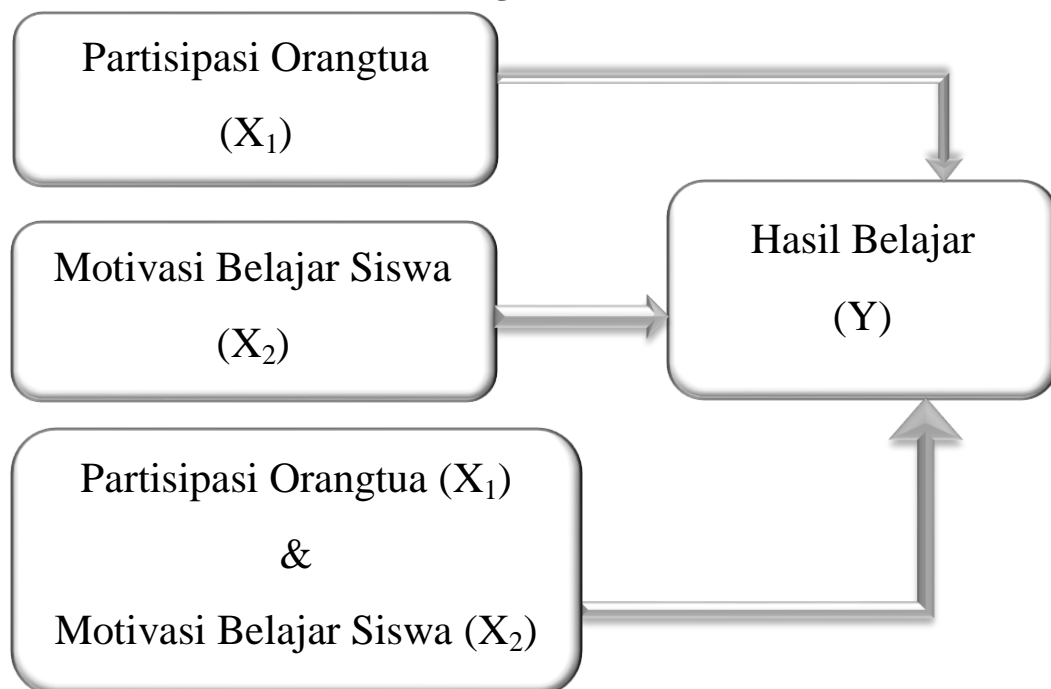 Partisipasi Orangtua
(X₁)
Motivasi Belajar Siswa
(X₂)
Hasil Belajar
(Y)
Partisipasi Orangtua (X₁)
&
Motivasi Belajar Siswa (X₂)